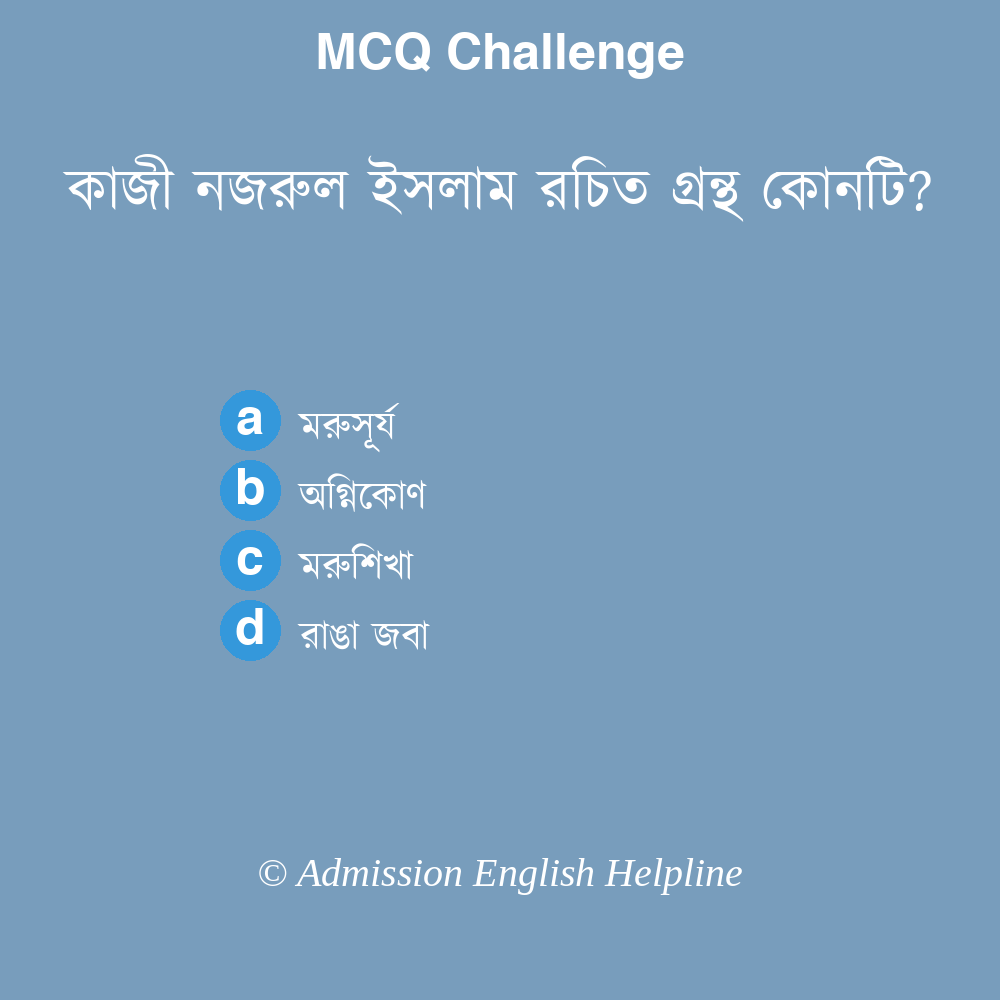 MCQ Challenge
কাজী নজরুল ইসলাম রচিত গ্রন্থ কোনটি?
a মরুসূর্য
b অগ্নিকোণ
c মরুশিখা
d রাঙা জবা
© Admission English Helpline